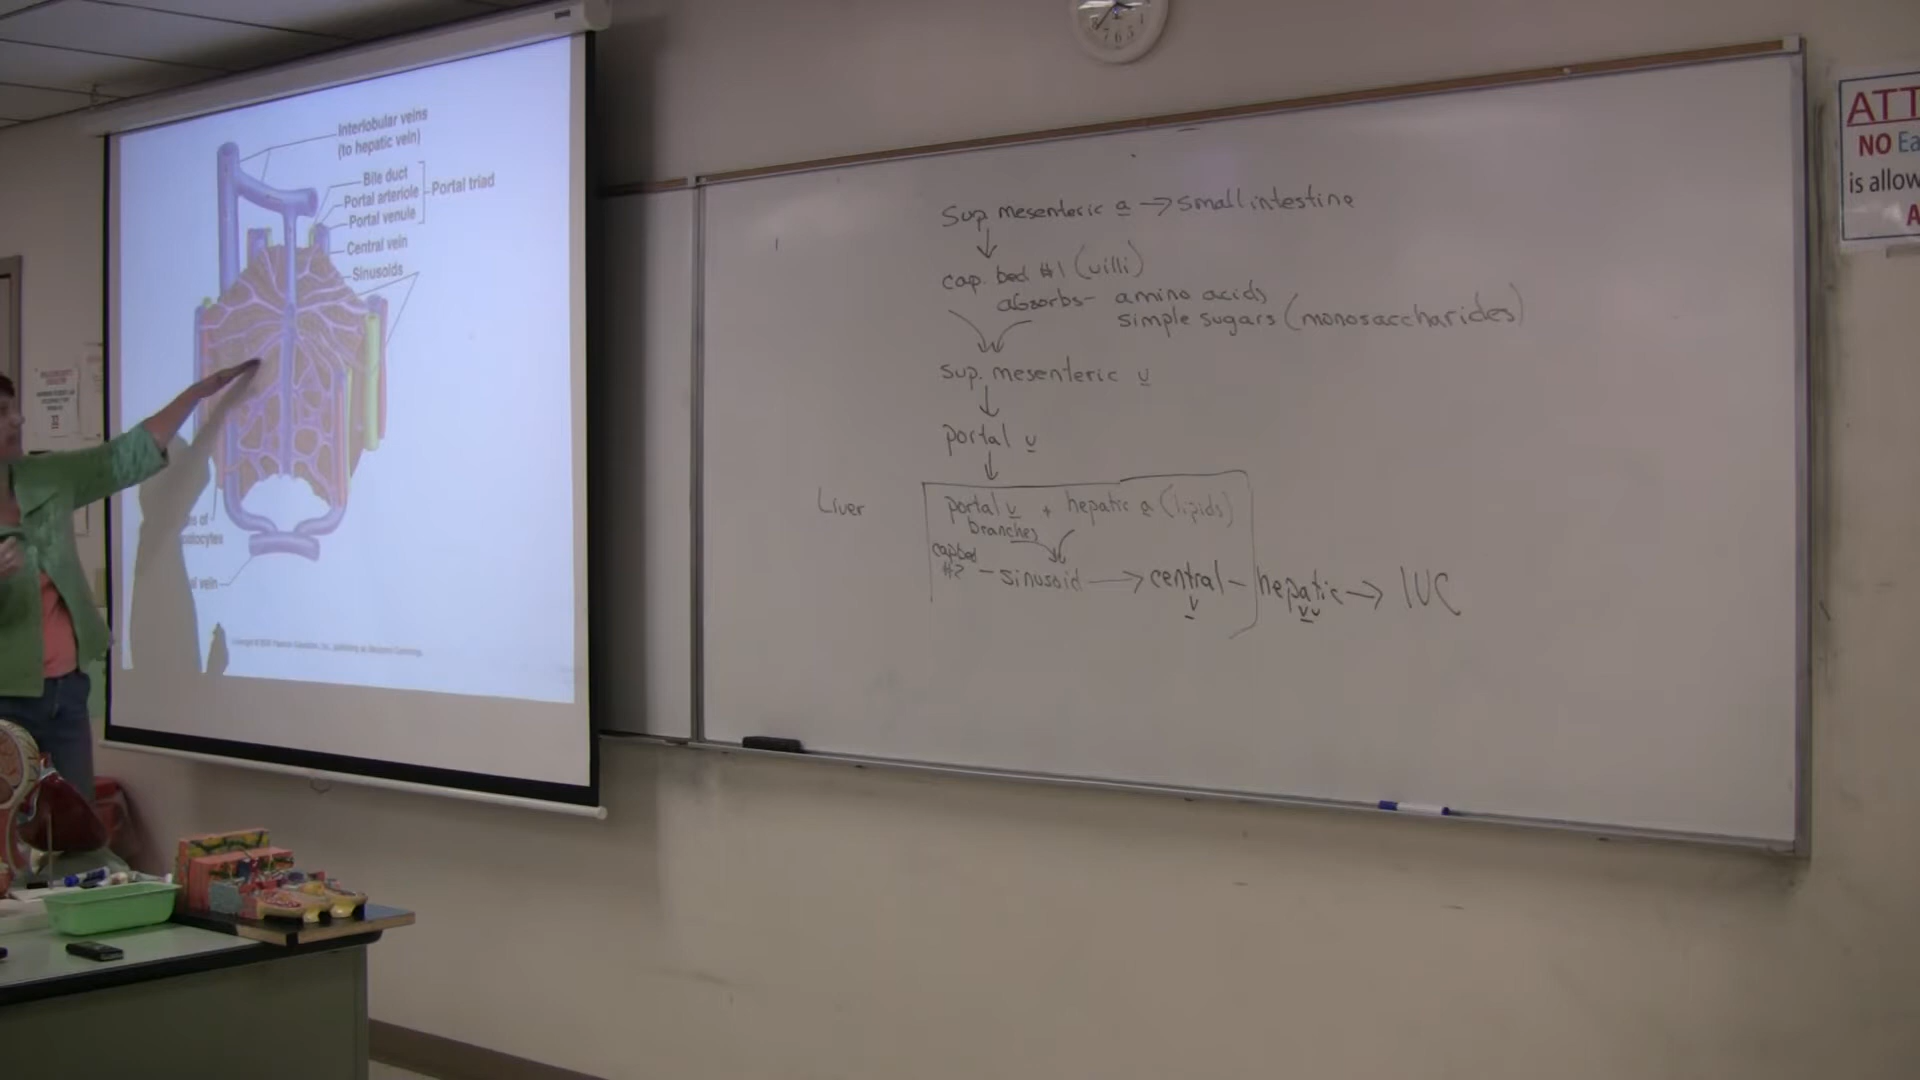 Interlobular veins
(to hepatic vein)
Bile duct
Portal arteriole
Portal venule
Portal triad
Central vein
Sinusoids
of
vein
Sup mesenteric a → small intestine
cap. bed #1 (villi)
absorbs- amino acids
simple sugars (monosaccharides)
sup. mesenteric v
portal v
Liver
portal v + hepatic a (lipids)
branches
cap bed
#2 - sinusoid → central - hepatic → IVC
v vv
ATT
NO Ea
is allow
A